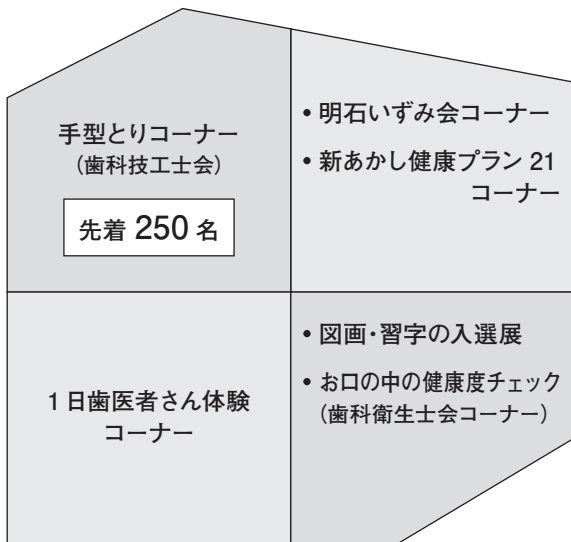 手型とりコーナー
(歯科技工士会)
先着 250 名
• 明石いずみ会コーナー
• 新あかし健康プラン 21
コーナー
1 日歯医者さん体験
コーナー
• 図画・習字の入選展
• お口の中の健康度チェック
(歯科衛生士会コーナー)